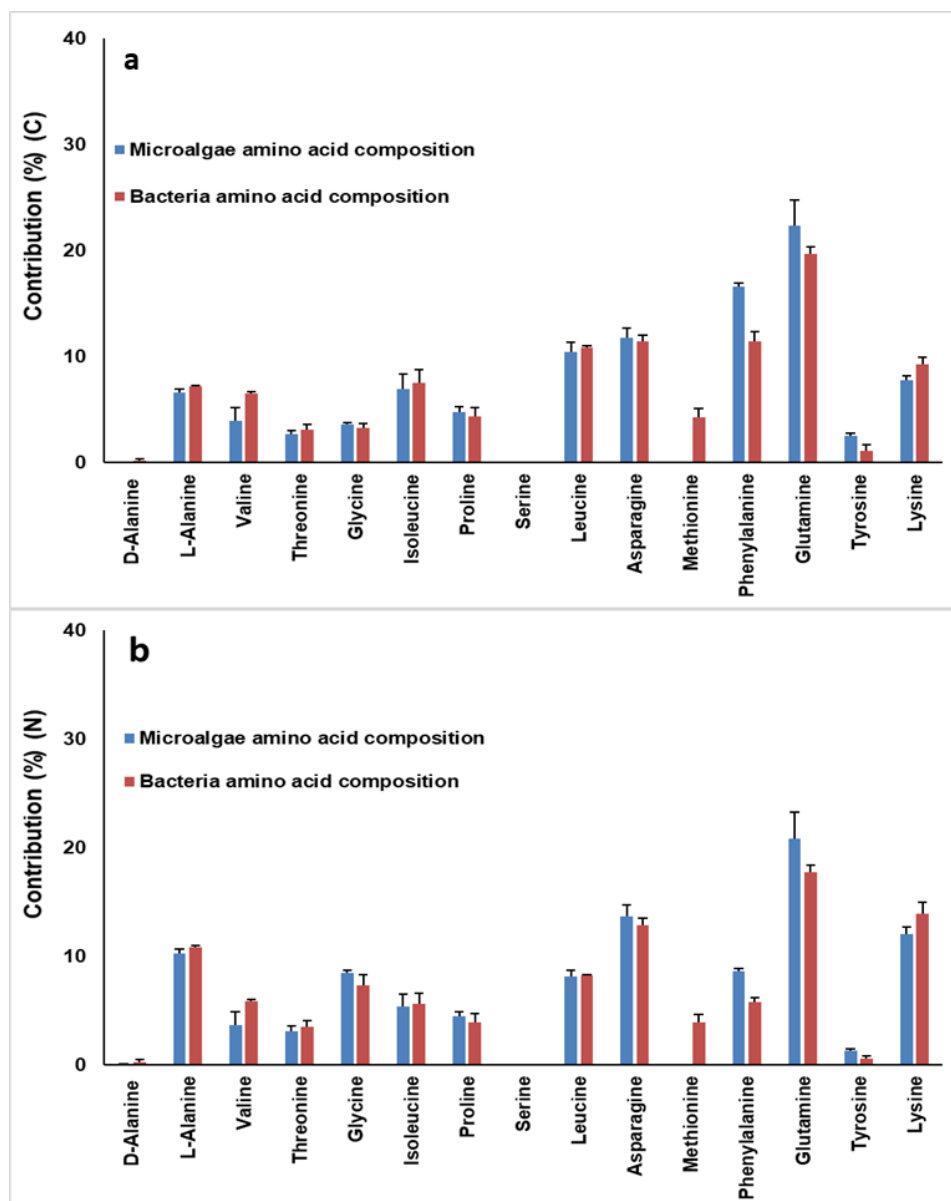 a
40
30
20
10
0
Contribution (%) (C)
Microalgae amino acid composition
Bacteria amino acid composition
D-Alanine
L-Alanine
Valine
Threonine
Glycine
Isoleucine
Proline
Serine
Leucine
Asparagine
Methionine
Phenylalanine
Glutamine
Tyrosine
Lysine
b
40
30
20
10
0
Contribution (%) (N)
Microalgae amino acid composition
Bacteria amino acid composition
D-Alanine
L-Alanine
Valine
Threonine
Glycine
Isoleucine
Proline
Serine
Leucine
Asparagine
Methionine
Phenylalanine
Glutamine
Tyrosine
Lysine